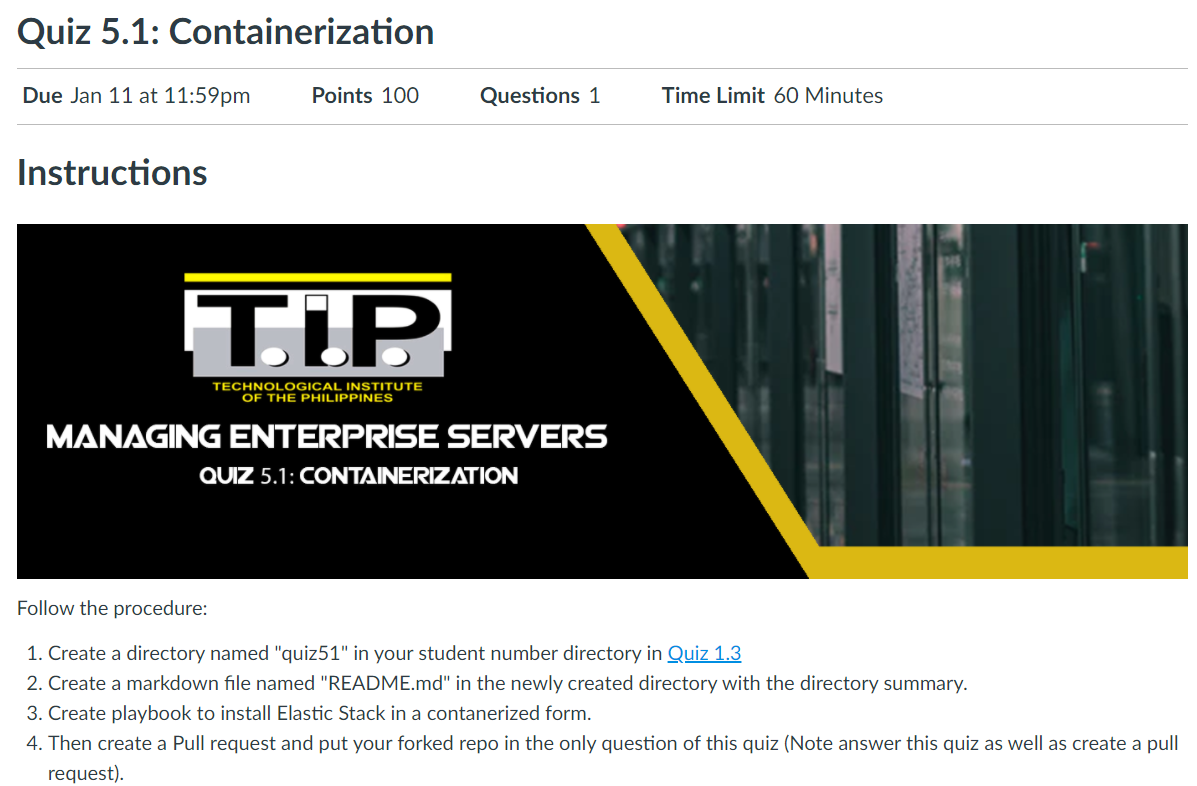 Quiz 5.1: Containerization
Due Jan 11 at 11:59pm Points 100 Questions 1 Time Limit 60 Minutes
Instructions
T.I.P.
TECHNOLOGICAL INSTITUTE
OF THE PHILIPPINES
MANAGING ENTERPRISE SERVERS
QUIZ 5.1: CONTAINERIZATION
Follow the procedure:
1. Create a directory named "quiz51" in your student number directory in Quiz 1.3
2. Create a markdown file named "README.md" in the newly created directory with the directory summary.
3. Create playbook to install Elastic Stack in a contanerized form.
4. Then create a Pull request and put your forked repo in the only question of this quiz (Note answer this quiz as well as create a pull
request).